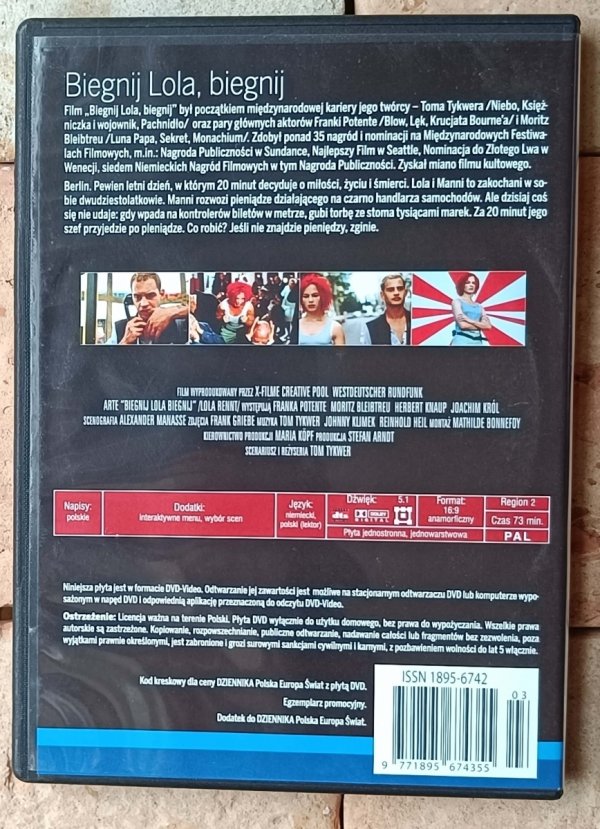 Biegnij Lola, biegnij
Film „Biegnij Lola, biegnij” był początkiem międzynarodowej kariery jego twórcy – Toma Tykwera /Niebo, Księż-
niczka i wojownik, Pachnidło/ oraz pary głównych aktorów Franki Potente /Blow, Lęk, Krucjata Bourne'a/ i Moritz
Bleibtreu /Luna Papa, Sekret, Monachium/. Zdobył ponad 35 nagród i nominacji na Międzynarodowych Festiwa-
lach Filmowych, m.in.: Nagroda Publiczności w Sundance, Najlepszy Film w Seattle, Nominacja do Złotego Lwa w
Wenecji, siedem Niemieckich Nagród Filmowych w tym Nagroda Publiczności. Zyskał miano filmu kultowego.
Berlin. Pewien letni dzień, w którym 20 minut decyduje o miłości, życiu i śmierci. Lola i Manni to zakochani w so-
bie dwudziestolatkowie. Manni rozwozi pieniądze działającego na czarno handlarza samochodów. Ale dzisiaj coś
się nie udaje: gdy wpada na kontrolerów biletów w metrze, gubi torbę ze stoma tysiącami marek. Za 20 minut jego
szef przyjedzie po pieniądze. Co robić? Jeśli nie znajdzie pieniędzy, zginie.
FILM WYPRODUKOWANY PRZEZ X-FILME CREATIVE POOL WESTDEUTSCHER RUNDFUNK
ARTE "BIEGNIJ LOLA BIEGNIJ" /LOLA RENNT/ WYSTĘPUJĄ FRANKA POTENTE MORITZ BLEIBTREU HERBERT KNAUP JOACHIM KRÓL
SCENOGRAFIA ALEXANDER MANASSE ZDJĘCIA FRANK GRIEBE MUZYKA TOM TYKWER JOHNNY KLIMEK REINHOLD HEIL MONTAŻ MATHILDE BONNEFOY
KIEROWNICTWO PRODUKCJI MARIA KÖPF PRODUKCJA STEFAN ARNDT
SCENARIUSZ I REŻYSERIA TOM TYKWER
Napisy:
polskie
Dodatki:
interaktywne menu, wybór scen
Język:
niemiecki,
polski (lektor)
Dźwięk: 5.1
dts DOLBY DIGITAL
Format:
16:9
anamorficzny
Płyta jednostronna, jednowarstwowa
Region 2
Czas 73 min.
PAL
Niniejsza płyta jest w formacie DVD-Video. Odtwarzanie jej zawartości jest możliwe na stacjonarnym odtwarzaczu DVD lub komputerze wypo-
sażonym w napęd DVD i odpowiednią aplikację przeznaczoną do odczytu DVD-Video.
Ostrzeżenie: Licencja ważna na terenie Polski. Płyta DVD wyłącznie do użytku domowego, bez prawa do wypożyczania. Wszelkie prawa
autorskie są zastrzeżone. Kopiowanie, rozpowszechnianie, publiczne odtwarzanie, nadawanie całości lub fragmentów bez zezwolenia, poza
wyjątkami prawnie określonymi, jest zabronione i grozi surowymi sankcjami cywilnymi i karnymi, z pozbawieniem wolności do lat 5 włącznie.
Kod kreskowy dla ceny DZIENNIKA Polska Europa Świat z płytą DVD.
Egzemplarz promocyjny.
Dodatek do DZIENNIKA Polska Europa Świat.
ISSN 1895-6742
03
9 771895 674355